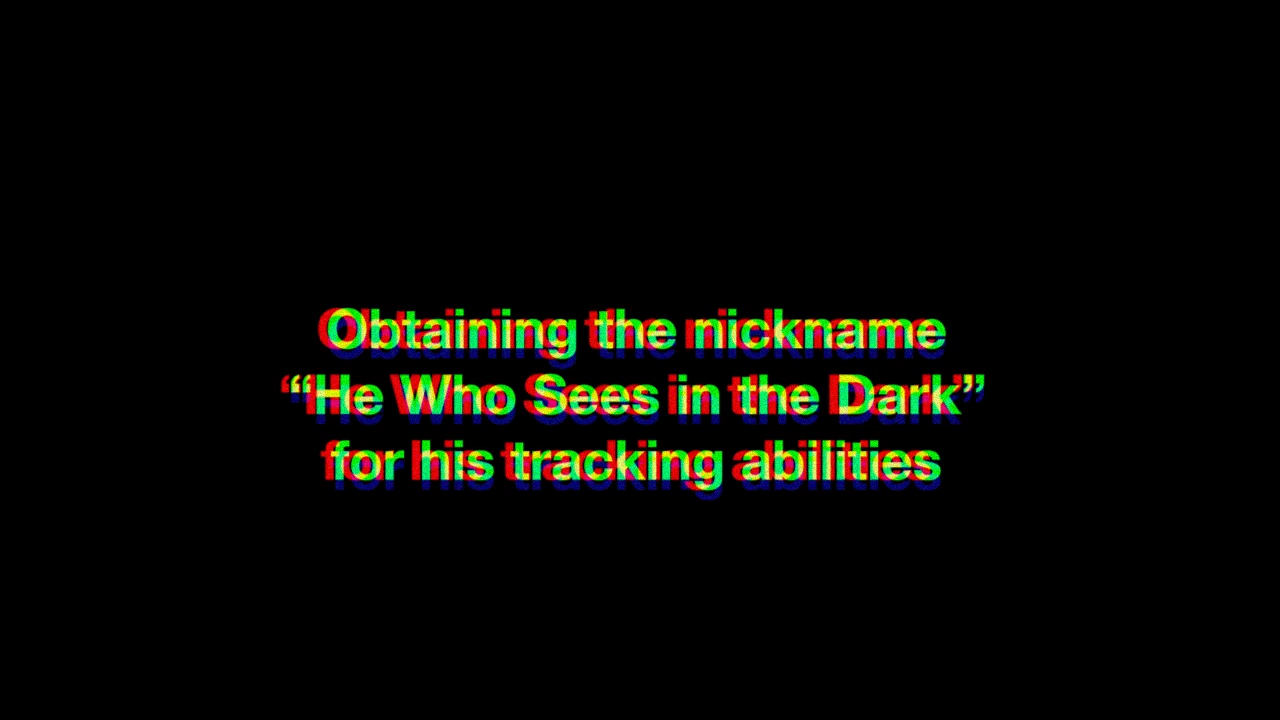 Obtaining the nickname
“He Who Sees in the Dark”
for his tracking abilities